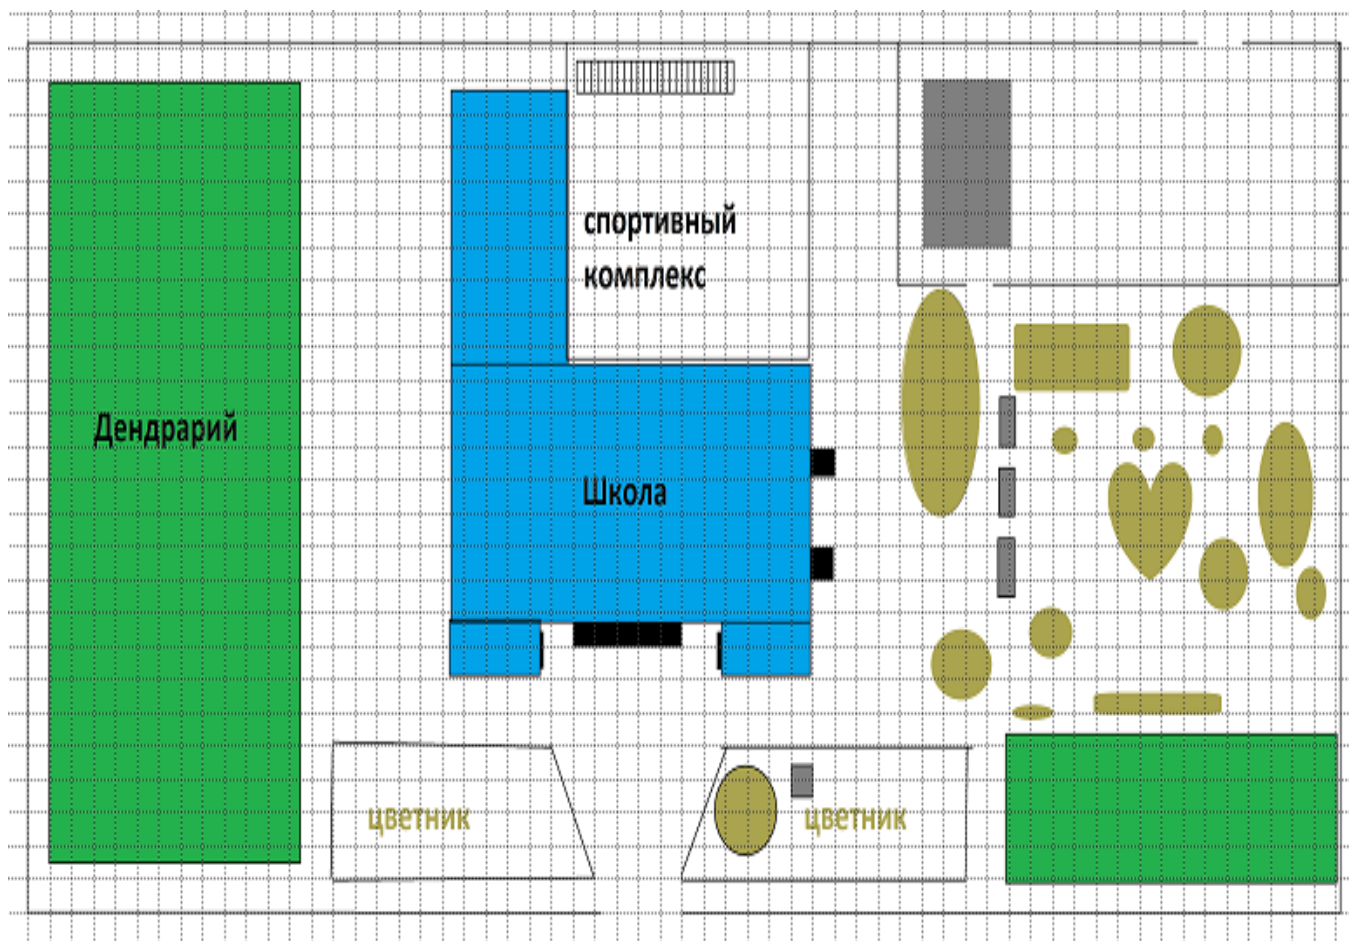 спортивный
комплекс
Дендрарий
Школа
цветник
цветник